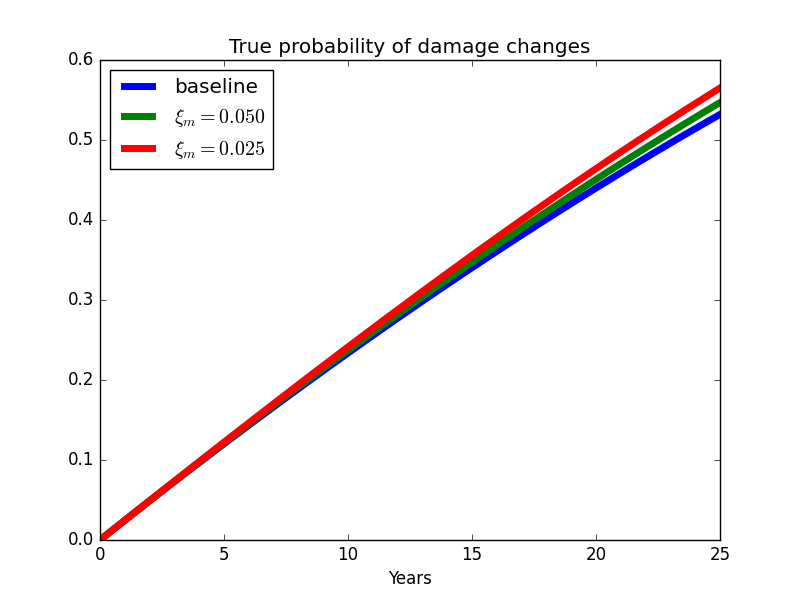 True probability of damage changes
0.6
0.5
0.4
0.3
0.2
0.1
0.0
baseline
ξm = 0.050
ξm = 0.025
0 5 10 15 20 25
Years